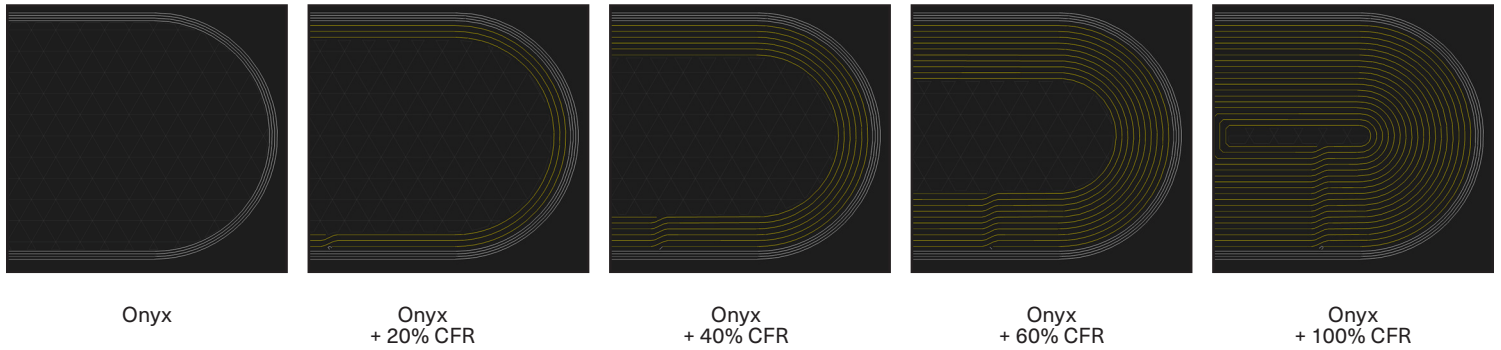 Onyx
Onyx
+ 20% CFR
Onyx
+ 40% CFR
Onyx
+ 60% CFR
Onyx
+ 100% CFR